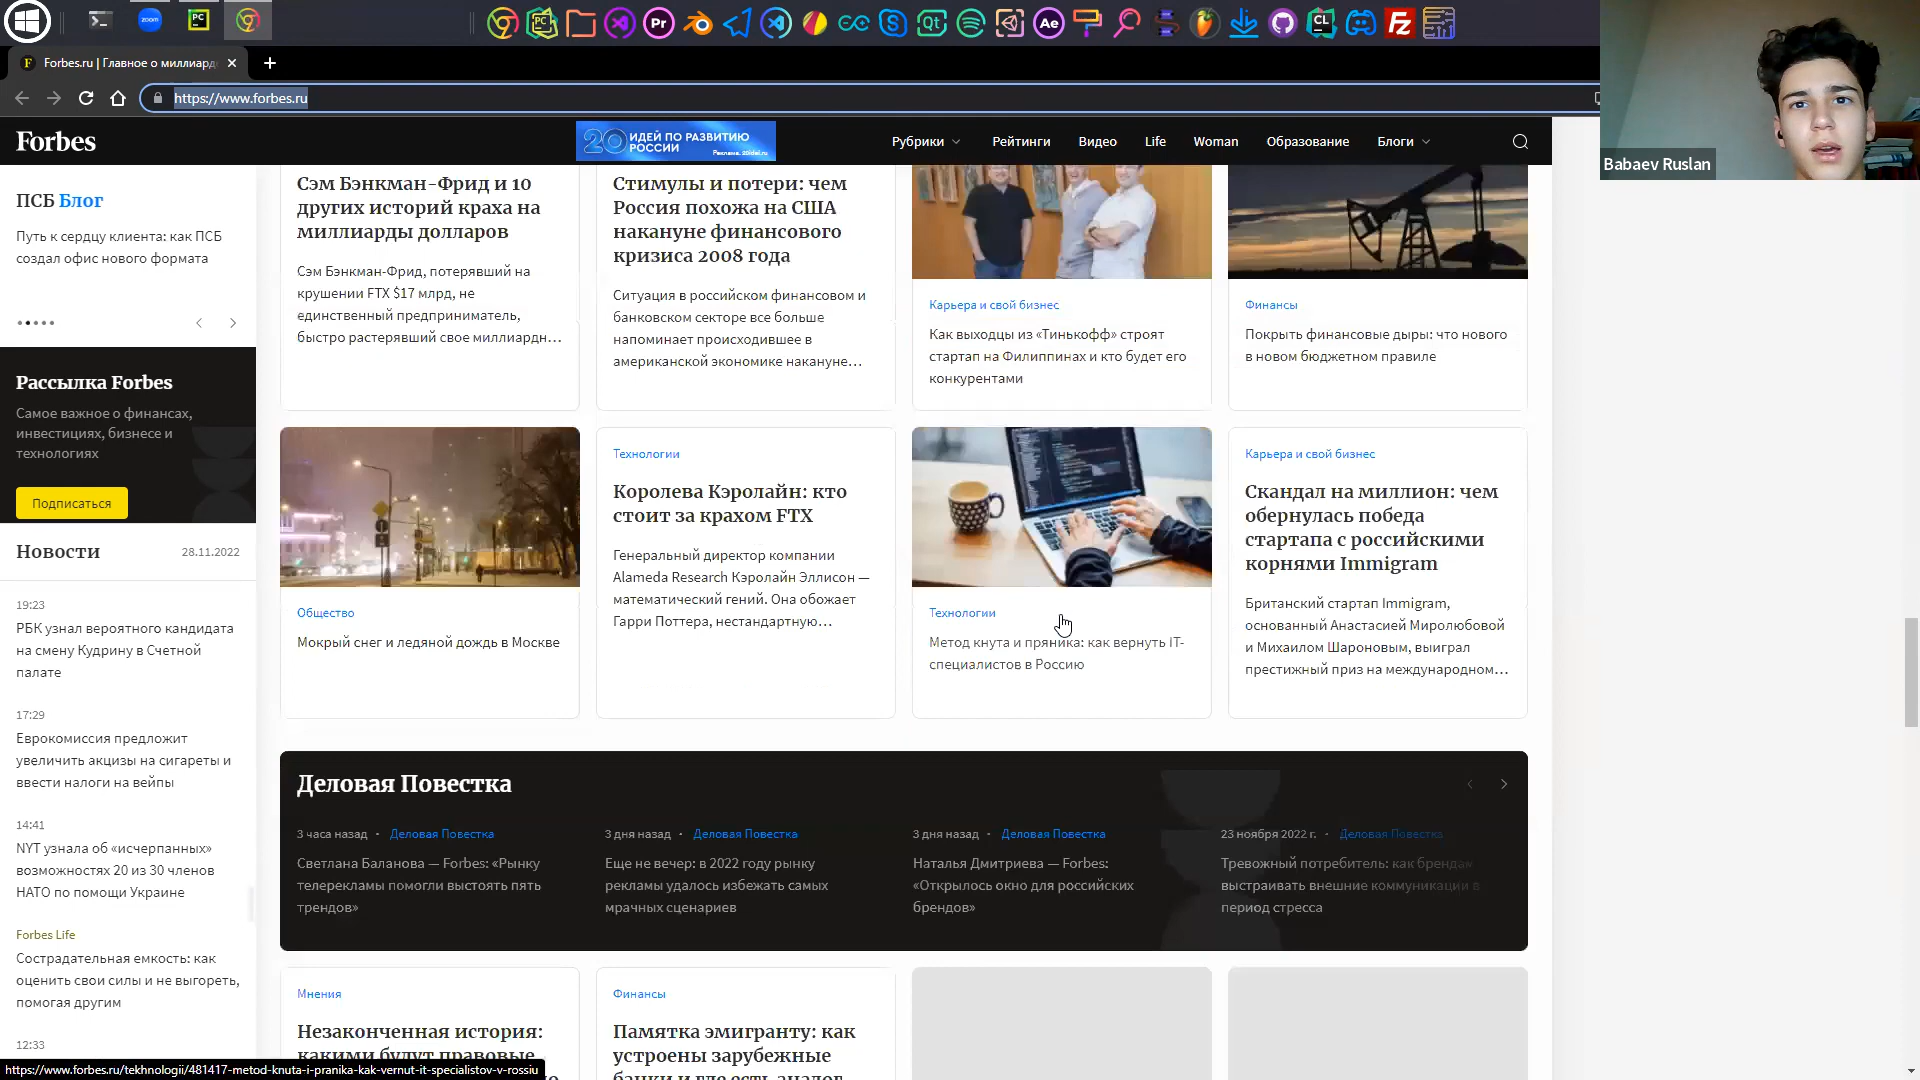 PC
zoom
Pr
Qt
Ae
CL
Fz
Forbes.ru | Главное о миллиард
https://www.forbes.ru
Babaev Ruslan
Forbes
20 ИДЕЙ ПО РАЗВИТИЮ
РОССИИ
Реклама. 20idei.ru
Рубрики
Рейтинги
Видео
Life
Woman
Образование
Блоги
ПСБ Блог
Путь к сердцу клиента: как ПСБ
создал офис нового формата
Рассылка Forbes
Самое важное о финансах,
инвестициях, бизнесе и
технологиях
Подписаться
Новости
28.11.2022
19:23
РБК узнал вероятного кандидата
на смену Кудрину в Счетной
палате
17:29
Еврокомиссия предложит
увеличить акцизы на сигареты и
ввести налоги на вейпы
14:41
NYT узнала об «исчерпанных»
возможностях 20 из 30 членов
НАТО по помощи Украине
Forbes Life
Сострадательная емкость: как
оценить свои силы и не выгореть,
помогая другим
12:33
Сэм Бэнкман-Фрид и 10
других историй краха на
миллиарды долларов
Сэм Бэнкман-Фрид, потерявший на
крушении FTX $17 млрд, не
единственный предприниматель,
быстро растерявший свое миллиардн…
Стимулы и потери: чем
Россия похожа на США
накануне финансового
кризиса 2008 года
Ситуация в российском финансовом и
банковском секторе все больше
напоминает происходившее в
американской экономике накануне…
Карьера и свой бизнес
Как выходцы из «Тинькофф» строят
стартап на Филиппинах и кто будет его
конкурентами
Финансы
Покрыть финансовые дыры: что нового
в новом бюджетном правиле
Общество
Мокрый снег и ледяной дождь в Москве
Технологии
Королева Кэролайн: кто
стоит за крахом FTX
Генеральный директор компании
Alameda Research Кэролайн Эллисон —
математический гений. Она обожает
Гарри Поттера, нестандартную…
Технологии
Метод кнута и пряника: как вернуть IT-
специалистов в Россию
Карьера и свой бизнес
Скандал на миллион: чем
обернулась победа
стартапа с российскими
корнями Immigram
Британский стартап Immigram,
основанный Анастасией Миролюбовой
и Михаилом Шароновым, выиграл
престижный приз на международном…
Деловая Повестка
3 часа назад • Деловая Повестка
Светлана Баланова — Forbes: «Рынку
телерекламы помогли выстоять пять
трендов»
3 дня назад • Деловая Повестка
Еще не вечер: в 2022 году рынку
рекламы удалось избежать самых
мрачных сценариев
3 дня назад • Деловая Повестка
Наталья Дмитриева — Forbes:
«Открылось окно для российских
брендов»
23 ноября 2022 г. • Деловая Повестка
Тревожный потребитель: как брендам
выстраивать внешние коммуникации в
период стресса
Мнения
Незаконченная история:
какими будут правовые
Финансы
Памятка эмигранту: как
устроены зарубежные
банки и где есть аналог
https://www.forbes.ru/tekhnologii/481417-metod-knuta-i-pranika-kak-vernut-it-specialistov-v-rossiu